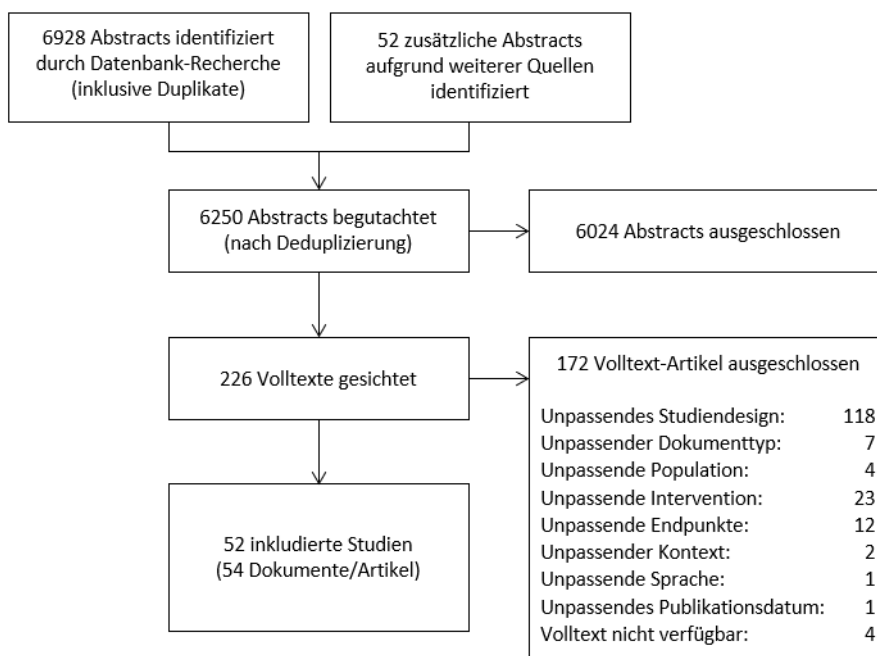 6928 Abstracts identifiziert
durch Datenbank-Recherche
(inklusive Duplikate)
52 zusätzliche Abstracts
aufgrund weiterer Quellen
identifiziert
6250 Abstracts begutachtet
(nach Deduplizierung)
6024 Abstracts ausgeschlossen
226 Volltexte gesichtet
172 Volltext-Artikel ausgeschlossen
Unpassendes Studiendesign: 118
Unpassender Dokumenttyp: 7
Unpassende Population: 4
Unpassende Intervention: 23
Unpassende Endpunkte: 12
Unpassender Kontext: 2
Unpassende Sprache: 1
Unpassendes Publikationsdatum: 1
Volltext nicht verfügbar: 4
52 inkludierte Studien
(54 Dokumente/Artikel)